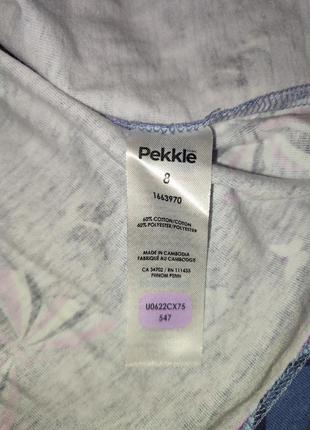 Pekkle
8
1663970
60% COTTON/COTON
40% POLYESTER/POLYESTER
MADE IN CAMBODIA
FABRIQUÉ AU CAMBODGE
CA 34702 / RN 111435
PHNOM PENH
U0622CX75
547